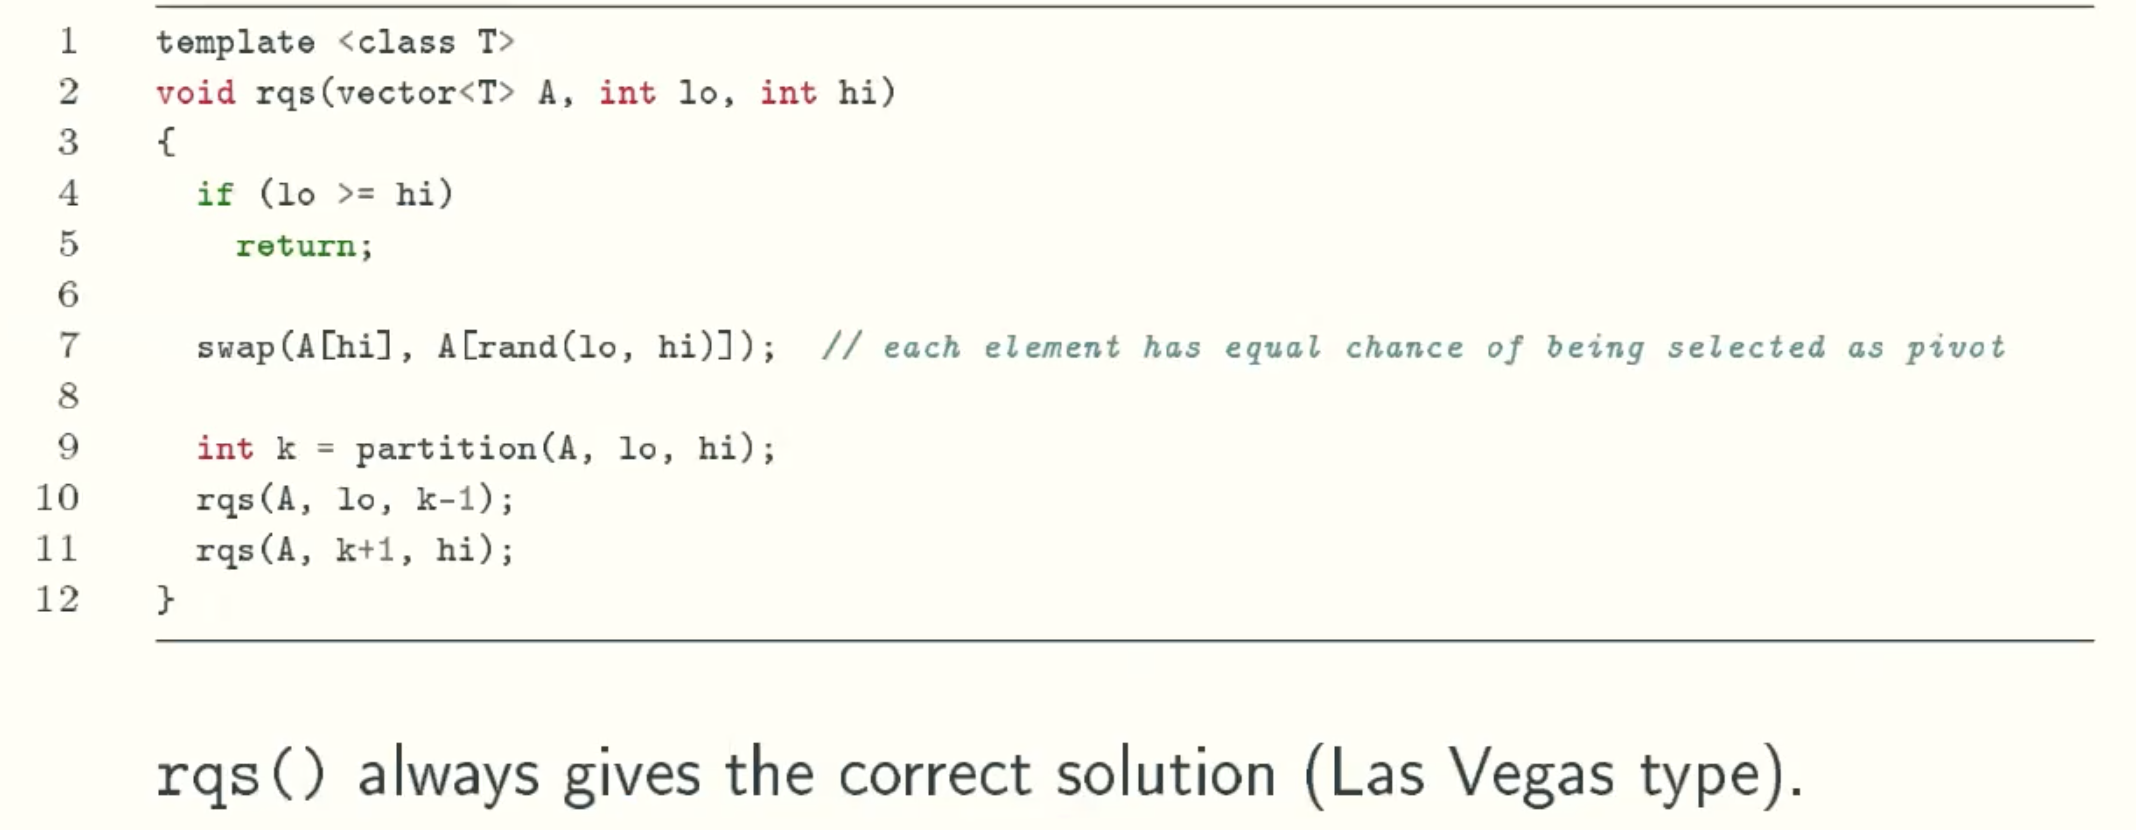 1 template <class T>
2 void rqs(vector<T> A, int lo, int hi)
3 {
4 if (lo >= hi)
5 return;
6
7 swap(A[hi], A[rand(lo, hi)]); // each element has equal chance of being selected as pivot
8
9 int k = partition(A, lo, hi);
10 rqs(A, lo, k-1);
11 rqs(A, k+1, hi);
12 }
rqs() always gives the correct solution (Las Vegas type).